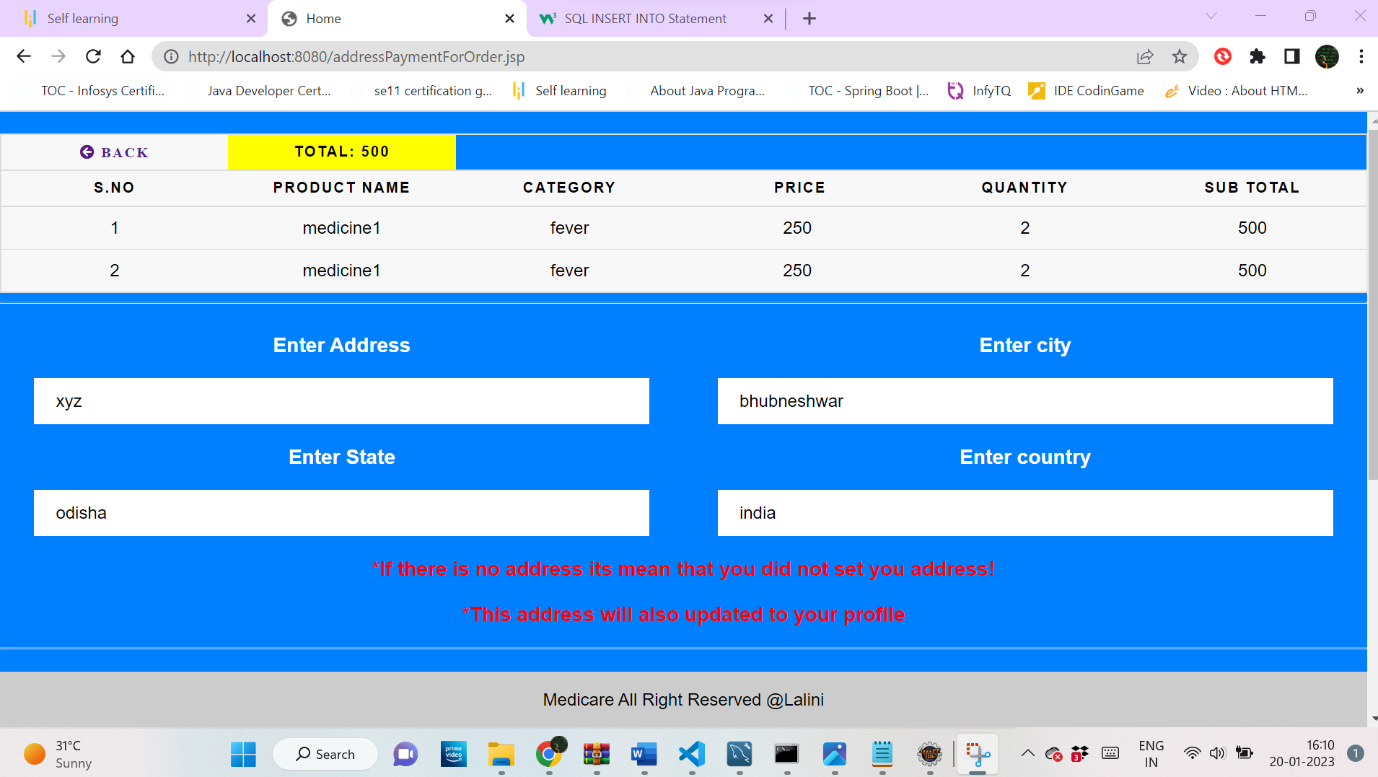 Self learning
Home
SQL INSERT INTO Statement
http://localhost:8080/addressPaymentForOrder.jsp
TOC - Infosys Certifi... Java Developer Cert... se11 certification g... Self learning About Java Progra... TOC - Spring Boot |... InfyTQ IDE CodinGame Video : About HTM... »
BACK TOTAL: 500
S.NO PRODUCT NAME CATEGORY PRICE QUANTITY SUB TOTAL
1 medicine1 fever 250 2 500
2 medicine1 fever 250 2 500
Enter Address Enter city
xyz bhubneshwar
Enter State Enter country
odisha india
*If there is no address its mean that you did not set you address!
*This address will also updated to your profile
Medicare All Right Reserved @Lalini
31°C
Sunny
Search
prime video
W
3
ENG
IN
16:10
20-01-2023
1